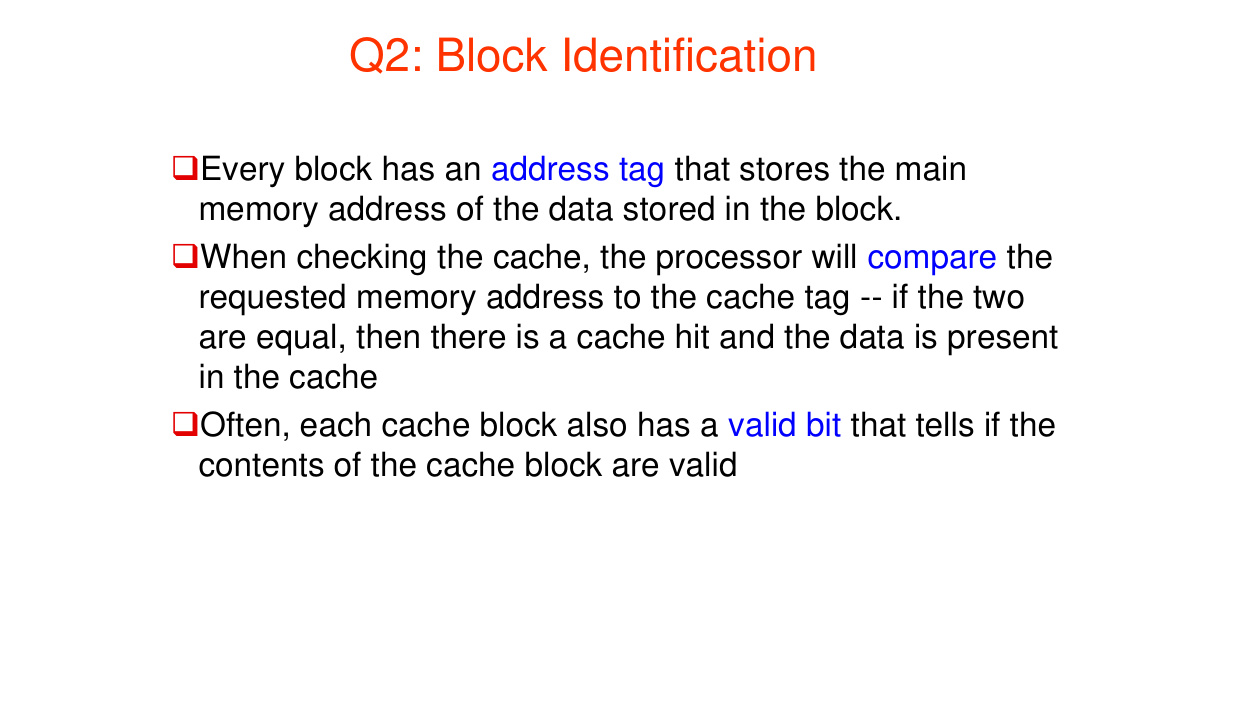 Q2: Block Identification
❑Every block has an address tag that stores the main
memory address of the data stored in the block.
❑When checking the cache, the processor will compare the
requested memory address to the cache tag -- if the two
are equal, then there is a cache hit and the data is present
in the cache
❑Often, each cache block also has a valid bit that tells if the
contents of the cache block are valid